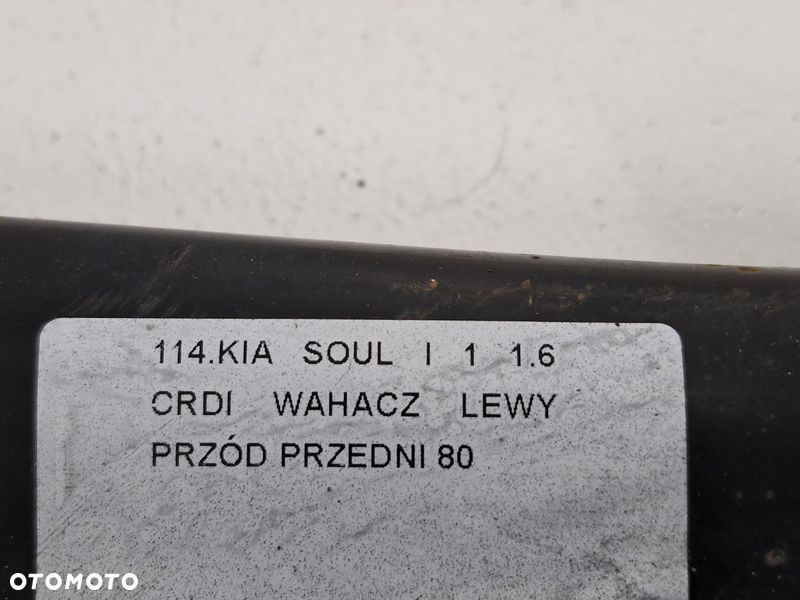 114.KIA SOUL I 1 1.6
CRDI WAHACZ LEWY
PRZÓD PRZEDNI 80
OTOMOTO